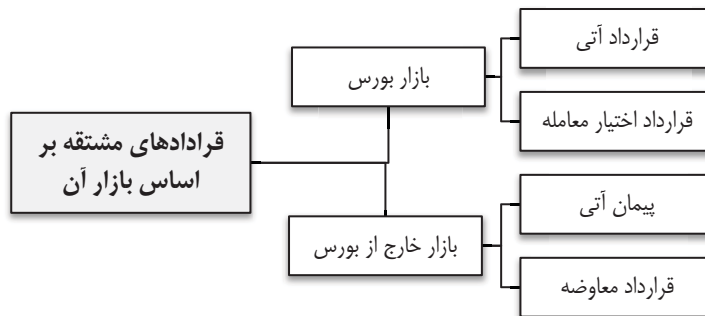 قرادادهای مشتقه بر
اساس بازار آن
بازار بورس
قرارداد آتی
قرارداد اختیار معامله
بازار خارج از بورس
پیمان آتی
قرارداد معاوضه